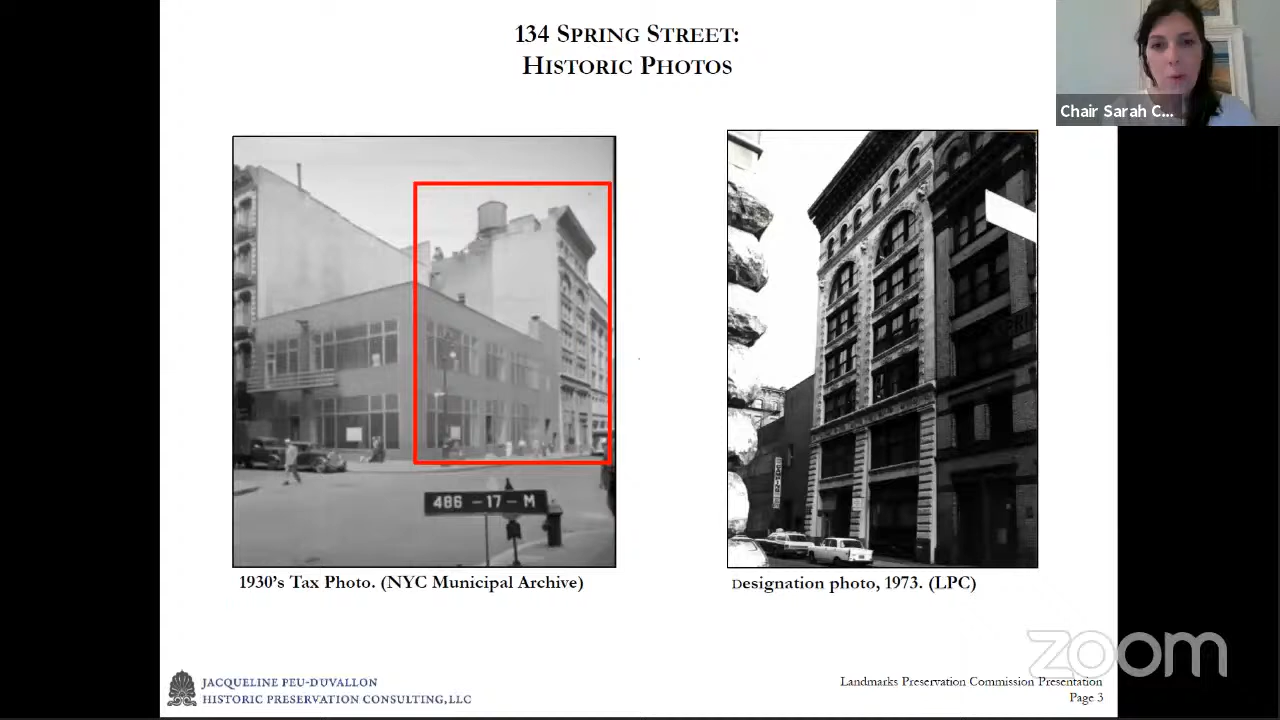 134 SPRING STREET:
HISTORIC PHOTOS
Chair Sarah C...
486 - 17 - M
1930's Tax Photo. (NYC Municipal Archive)
Designation photo, 1973. (LPC)
zoom
JACQUELINE PEU-DUVALLON
HISTORIC PRESERVATION CONSULTING, LLC
Landmarks Preservation Commission Presentation
Page 3